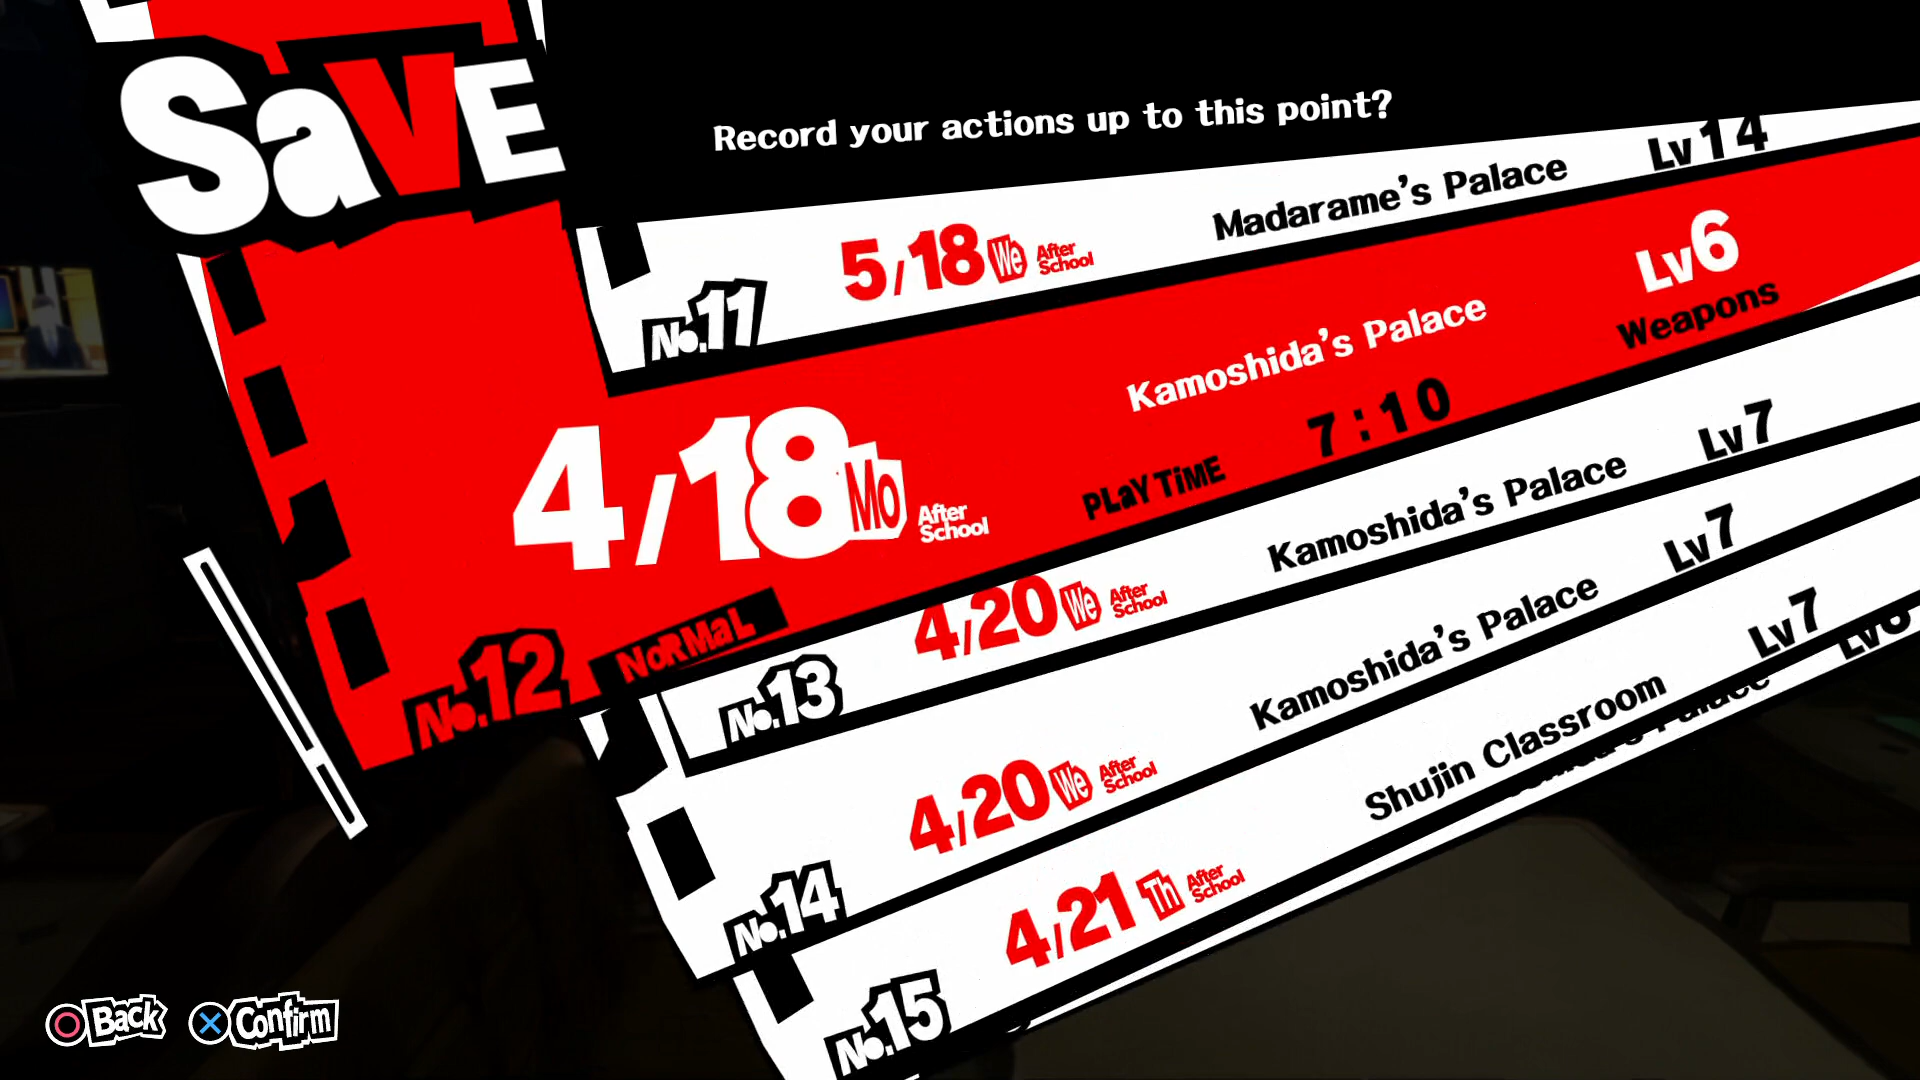 SaVE
Record your actions up to this point?
No.11 5/18 We After School Madarame's Palace Lv14
No.12 4/18 Mo After School Kamoshida's Palace Lv6
PLaY TiME 7:10 Weapons
NoRMaL
No.13 4/20 We After School Kamoshida's Palace Lv7
No.14 4/20 We After School Kamoshida's Palace Lv7
No.15 4/21 Th After School Shujin Classroom Lv7
Back Confirm